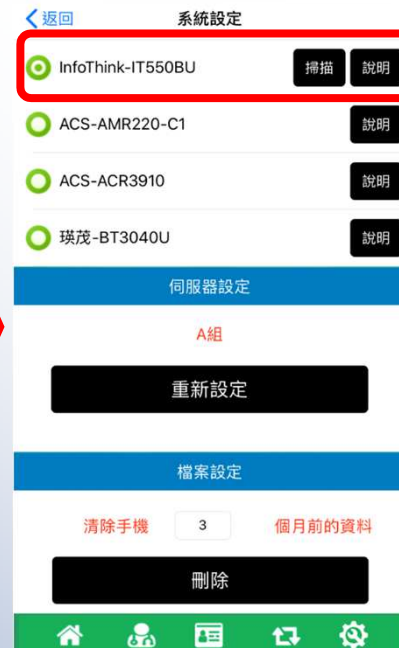 返回 系統設定
InfoThink-IT550BU 掃描 說明
ACS-AMR220-C1 說明
ACS-ACR3910 說明
瑛茂-BT3040U 說明
伺服器設定
A組
重新設定
檔案設定
清除手機 3 個月前的資料
刪除